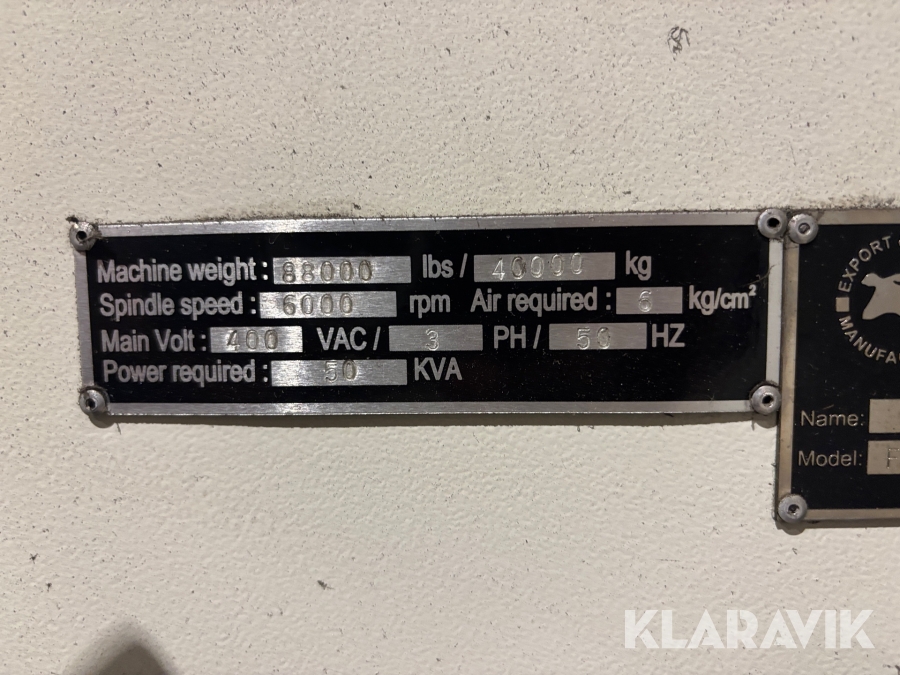 Machine weight : 88000 lbs / 40000 kg
Spindle speed : 6000 rpm Air required : 6 kg/cm²
Main Volt : 400 VAC / 3 PH / 50 HZ
Power required : 50 KVA
EXPORT
MANUFA
Name:
Model: F
KLARAVIK